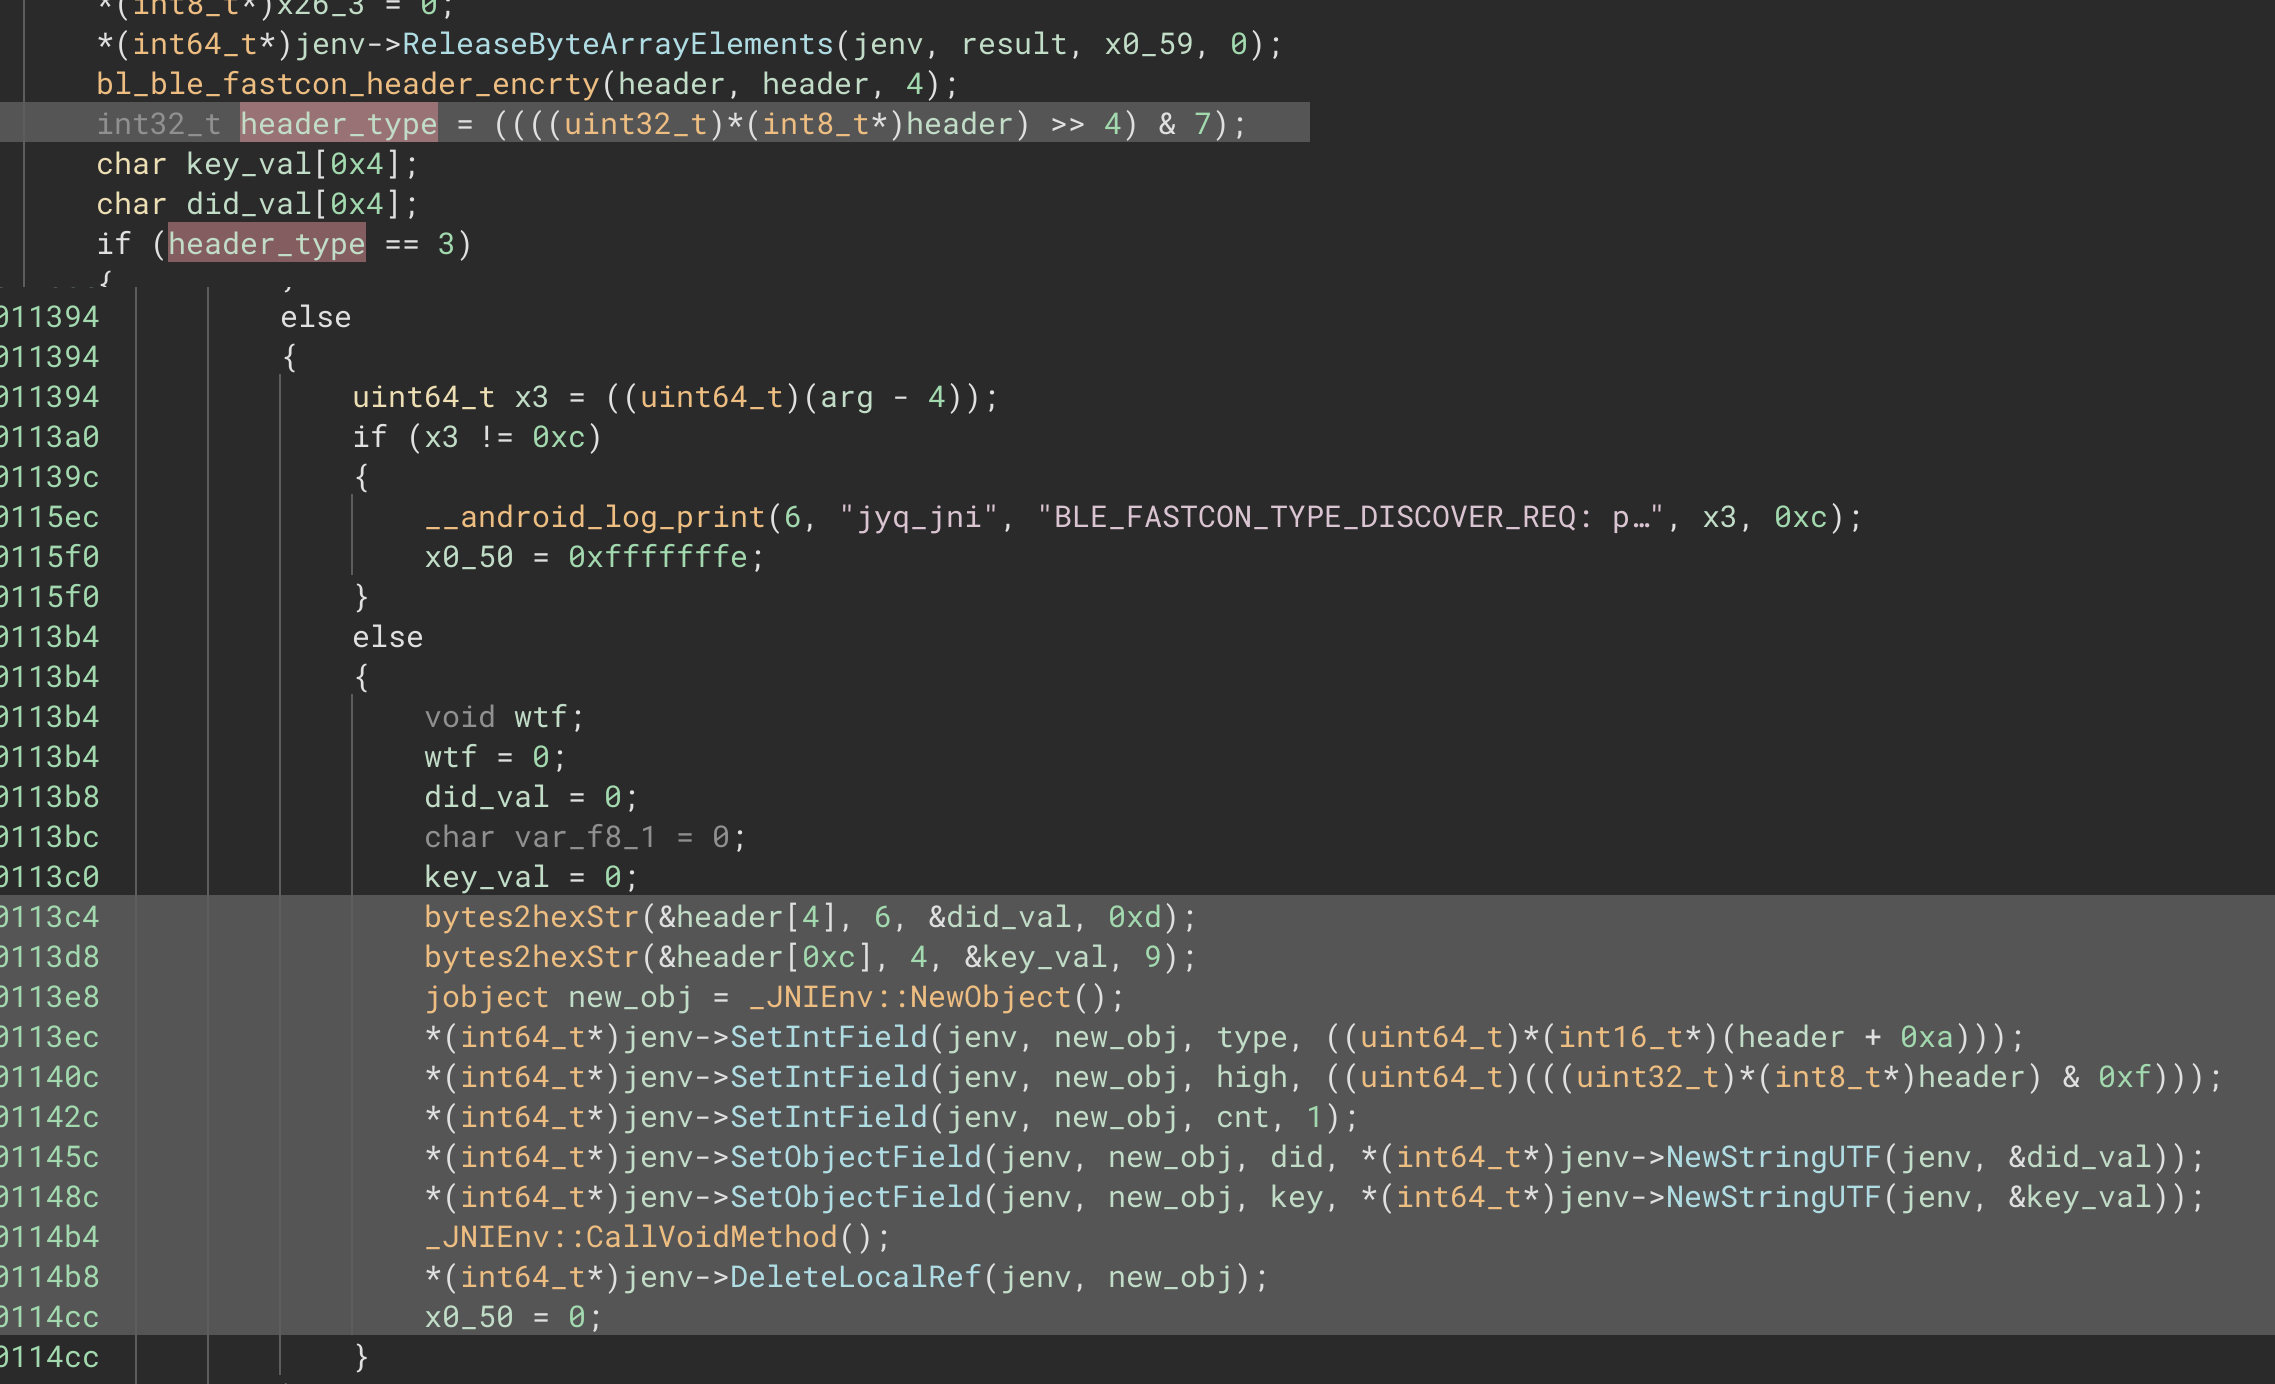 *(int8_t*)x26_3 = 0;
*(int64_t*)jenv->ReleaseByteArrayElements(jenv, result, x0_59, 0);
bl_ble_fastcon_header_encrty(header, header, 4);
int32_t header_type = ((((uint32_t)*(int8_t*)header) >> 4) & 7);
char key_val[0x4];
char did_val[0x4];
if (header_type == 3)
{
011394 else
011394 {
011394 uint64_t x3 = ((uint64_t)(arg - 4));
0113a0 if (x3 != 0xc)
01139c {
0115ec __android_log_print(6, "jyq_jni", "BLE_FASTCON_TYPE_DISCOVER_REQ: p…", x3, 0xc);
0115f0 x0_50 = 0xfffffffe;
0115f0 }
0113b4 else
0113b4 {
0113b4 void wtf;
0113b4 wtf = 0;
0113b8 did_val = 0;
0113bc char var_f8_1 = 0;
0113c0 key_val = 0;
0113c4 bytes2hexStr(&header[4], 6, &did_val, 0xd);
0113d8 bytes2hexStr(&header[0xc], 4, &key_val, 9);
0113e8 jobject new_obj = _JNIEnv::NewObject();
0113ec *(int64_t*)jenv->SetIntField(jenv, new_obj, type, ((uint64_t)*(int16_t*)(header + 0xa)));
01140c *(int64_t*)jenv->SetIntField(jenv, new_obj, high, ((uint64_t)(((uint32_t)*(int8_t*)header) & 0xf)));
01142c *(int64_t*)jenv->SetIntField(jenv, new_obj, cnt, 1);
01145c *(int64_t*)jenv->SetObjectField(jenv, new_obj, did, *(int64_t*)jenv->NewStringUTF(jenv, &did_val));
01148c *(int64_t*)jenv->SetObjectField(jenv, new_obj, key, *(int64_t*)jenv->NewStringUTF(jenv, &key_val));
0114b4 _JNIEnv::CallVoidMethod();
0114b8 *(int64_t*)jenv->DeleteLocalRef(jenv, new_obj);
0114cc x0_50 = 0;
0114cc }